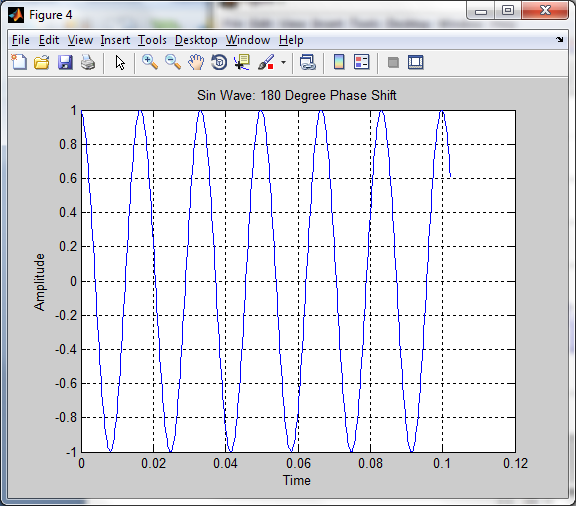 Figure 4
File Edit View Insert Tools Desktop Window Help
Sin Wave: 180 Degree Phase Shift
1
0.8
0.6
0.4
0.2
0
-0.2
-0.4
-0.6
-0.8
-1
Amplitude
0 0.02 0.04 0.06 0.08 0.1 0.12
Time